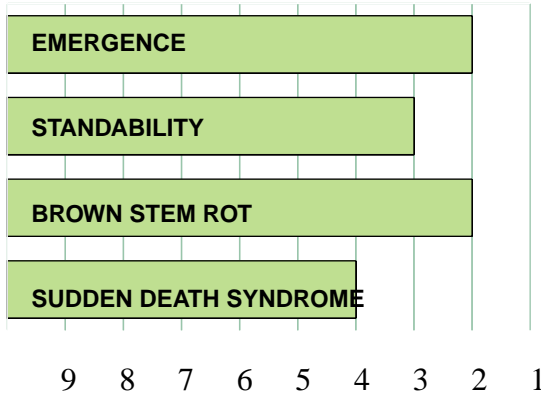 EMERGENCE
STANDABILITY
BROWN STEM ROT
SUDDEN DEATH SYNDROME
9 8 7 6 5 4 3 2 1